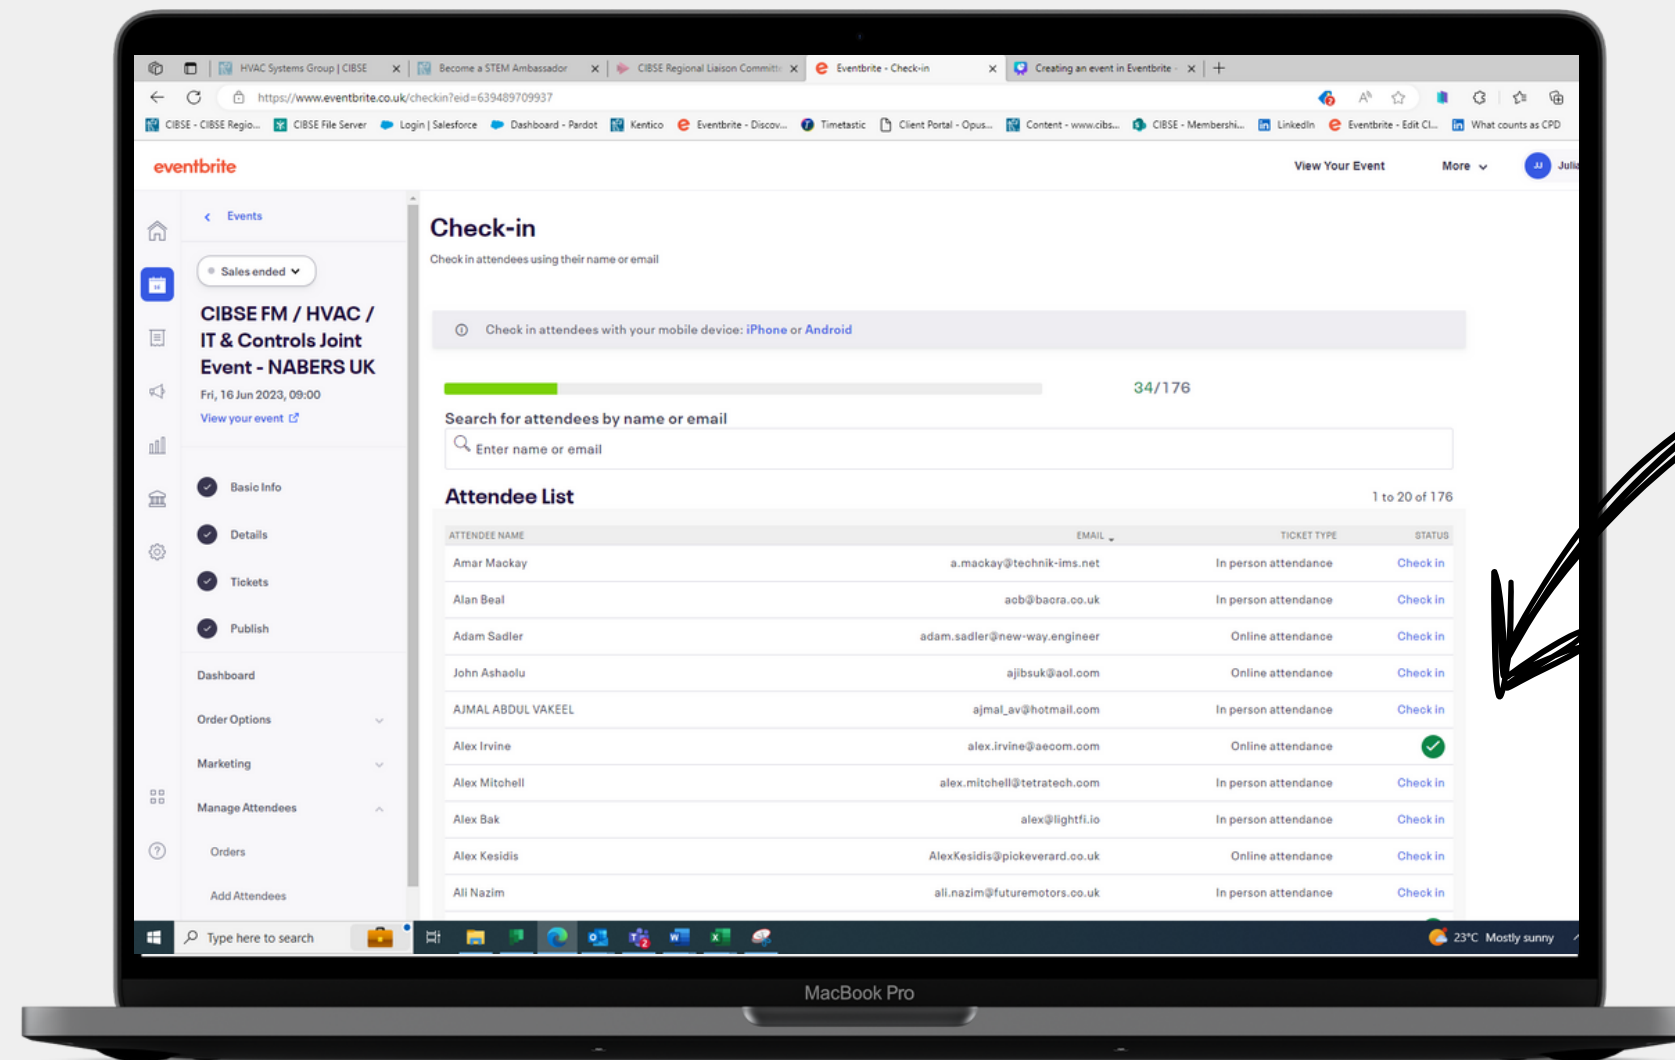 HVAC Systems Group | CIBSE
Become a STEM Ambassador
CIBSE Regional Liaison Committ
Eventbrite - Check-in
Creating an event in Eventbrite -
https://www.eventbrite.co.uk/checkin?eid=639489709937
CIBSE - CIBSE Regio...
CIBSE File Server
Login | Salesforce
Dashboard - Pardot
Kentico
Eventbrite - Discov...
Timetastic
Client Portal - Opus...
Content - www.cibs...
CIBSE - Membershi...
LinkedIn
Eventbrite - Edit Cl...
What counts as CPD
eventbrite
View Your Event
More
JJ
Julia
Events
Sales ended
CIBSE FM / HVAC /
IT & Controls Joint
Event - NABERS UK
Fri, 16 Jun 2023, 09:00
View your event
Basic Info
Details
Tickets
Publish
Dashboard
Order Options
Marketing
Manage Attendees
Orders
Add Attendees
Check-in
Check in attendees using their name or email
Check in attendees with your mobile device: iPhone or Android
34/176
Search for attendees by name or email
Enter name or email
Attendee List
1 to 20 of 176
ATTENDEE NAME EMAIL TICKET TYPE STATUS
Amar Mackay a.mackay@technik-ims.net In person attendance Check in
Alan Beal aob@bacra.co.uk In person attendance Check in
Adam Sadler adam.sadler@new-way.engineer Online attendance Check in
John Ashaolu ajibsuk@aol.com Online attendance Check in
AJMAL ABDUL VAKEEL ajmal_av@hotmail.com In person attendance Check in
Alex Irvine alex.irvine@aecom.com Online attendance
Alex Mitchell alex.mitchell@tetratech.com In person attendance Check in
Alex Bak alex@lightfi.io In person attendance Check in
Alex Kesidis AlexKesidis@pickeverard.co.uk Online attendance Check in
Ali Nazim ali.nazim@futuremotors.co.uk In person attendance Check in
Type here to search
23°C Mostly sunny
MacBook Pro